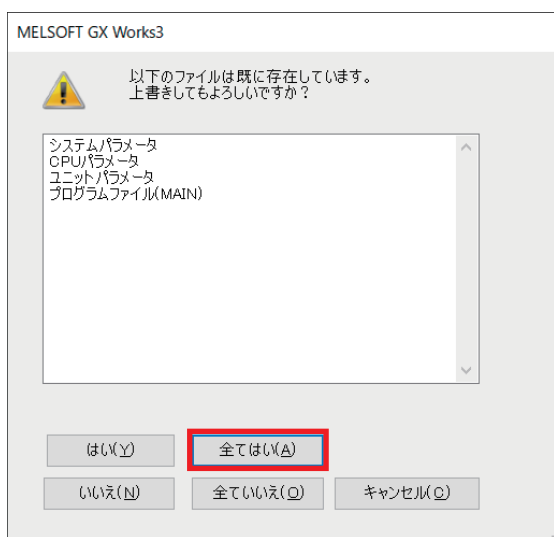 MELSOFT GX Works3
以下のファイルは既に存在しています。
上書きしてもよろしいですか？
システムパラメータ
CPUパラメータ
ユニットパラメータ
プログラムファイル(MAIN)
はい(Y) 全てはい(A)
いいえ(N) 全ていいえ(O) キャンセル(C)